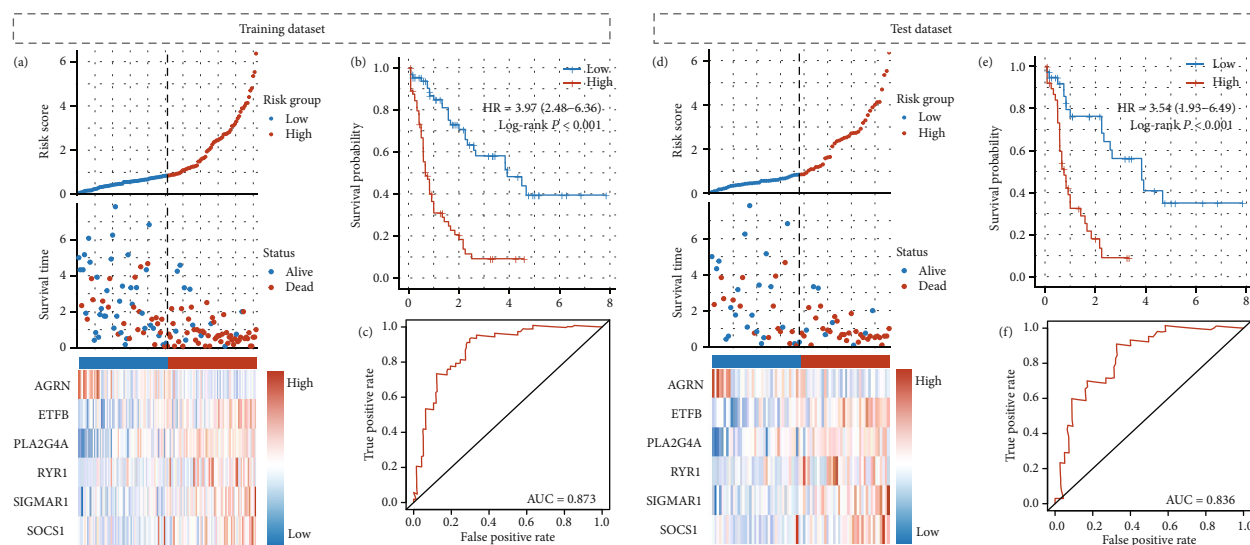 Training dataset
(a)
6
4
2
0
Risk score
Risk group
Low
High
6
4
2
0
Survival time
Status
Alive
Dead
AGRN
ETFB
PLA2G4A
RYR1
SIGMAR1
SOCS1
High
Low
(b)
1.0
0.8
0.6
0.4
0.2
0.0
Survival probability
Low
High
HR = 3.97 (2.48–6.36)
Log-rank P < 0.001
0 2 4 6 8
(c)
1.0
0.8
0.6
0.4
0.2
0.0
True positive rate
AUC = 0.873
0.0 0.2 0.4 0.6 0.8 1.0
False positive rate
Test dataset
(d)
6
4
2
0
Risk score
Risk group
Low
High
6
4
2
0
Survival time
Status
Alive
Dead
AGRN
ETFB
PLA2G4A
RYR1
SIGMAR1
SOCS1
High
Low
(e)
1.0
0.8
0.6
0.4
0.2
0.0
Survival probability
Low
High
HR = 3.54 (1.93–6.49)
Log-rank P < 0.001
0 2 4 6 8
(f)
1.0
0.8
0.6
0.4
0.2
0.0
True positive rate
AUC = 0.836
0.0 0.2 0.4 0.6 0.8 1.0
False positive rate